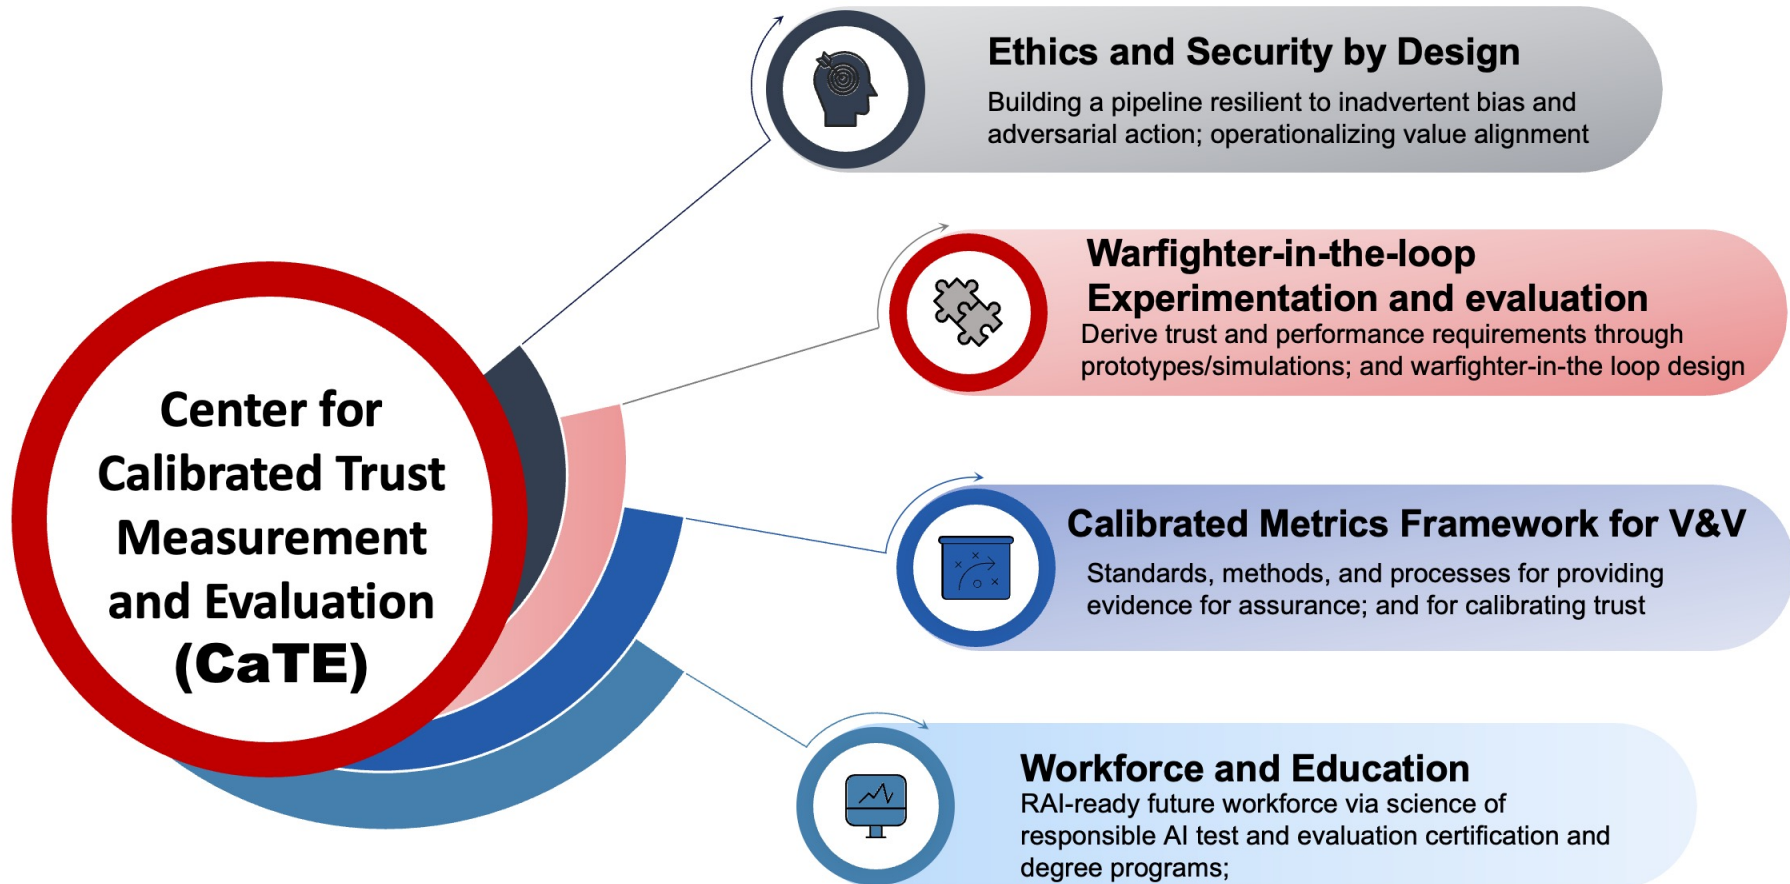 Center for
Calibrated Trust
Measurement
and Evaluation
(CaTE)
Ethics and Security by Design
Building a pipeline resilient to inadvertent bias and
adversarial action; operationalizing value alignment
Warfighter-in-the-loop
Experimentation and evaluation
Derive trust and performance requirements through
prototypes/simulations; and warfighter-in-the loop design
Calibrated Metrics Framework for V&V
Standards, methods, and processes for providing
evidence for assurance; and for calibrating trust
Workforce and Education
RAI-ready future workforce via science of
responsible AI test and evaluation certification and
degree programs;